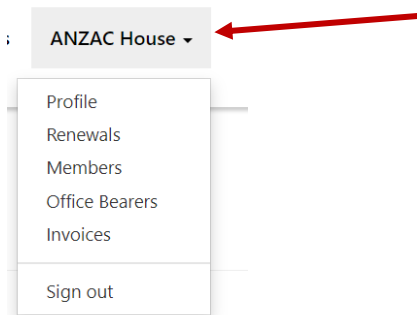 ANZAC House
Profile
Renewals
Members
Office Bearers
Invoices
Sign out